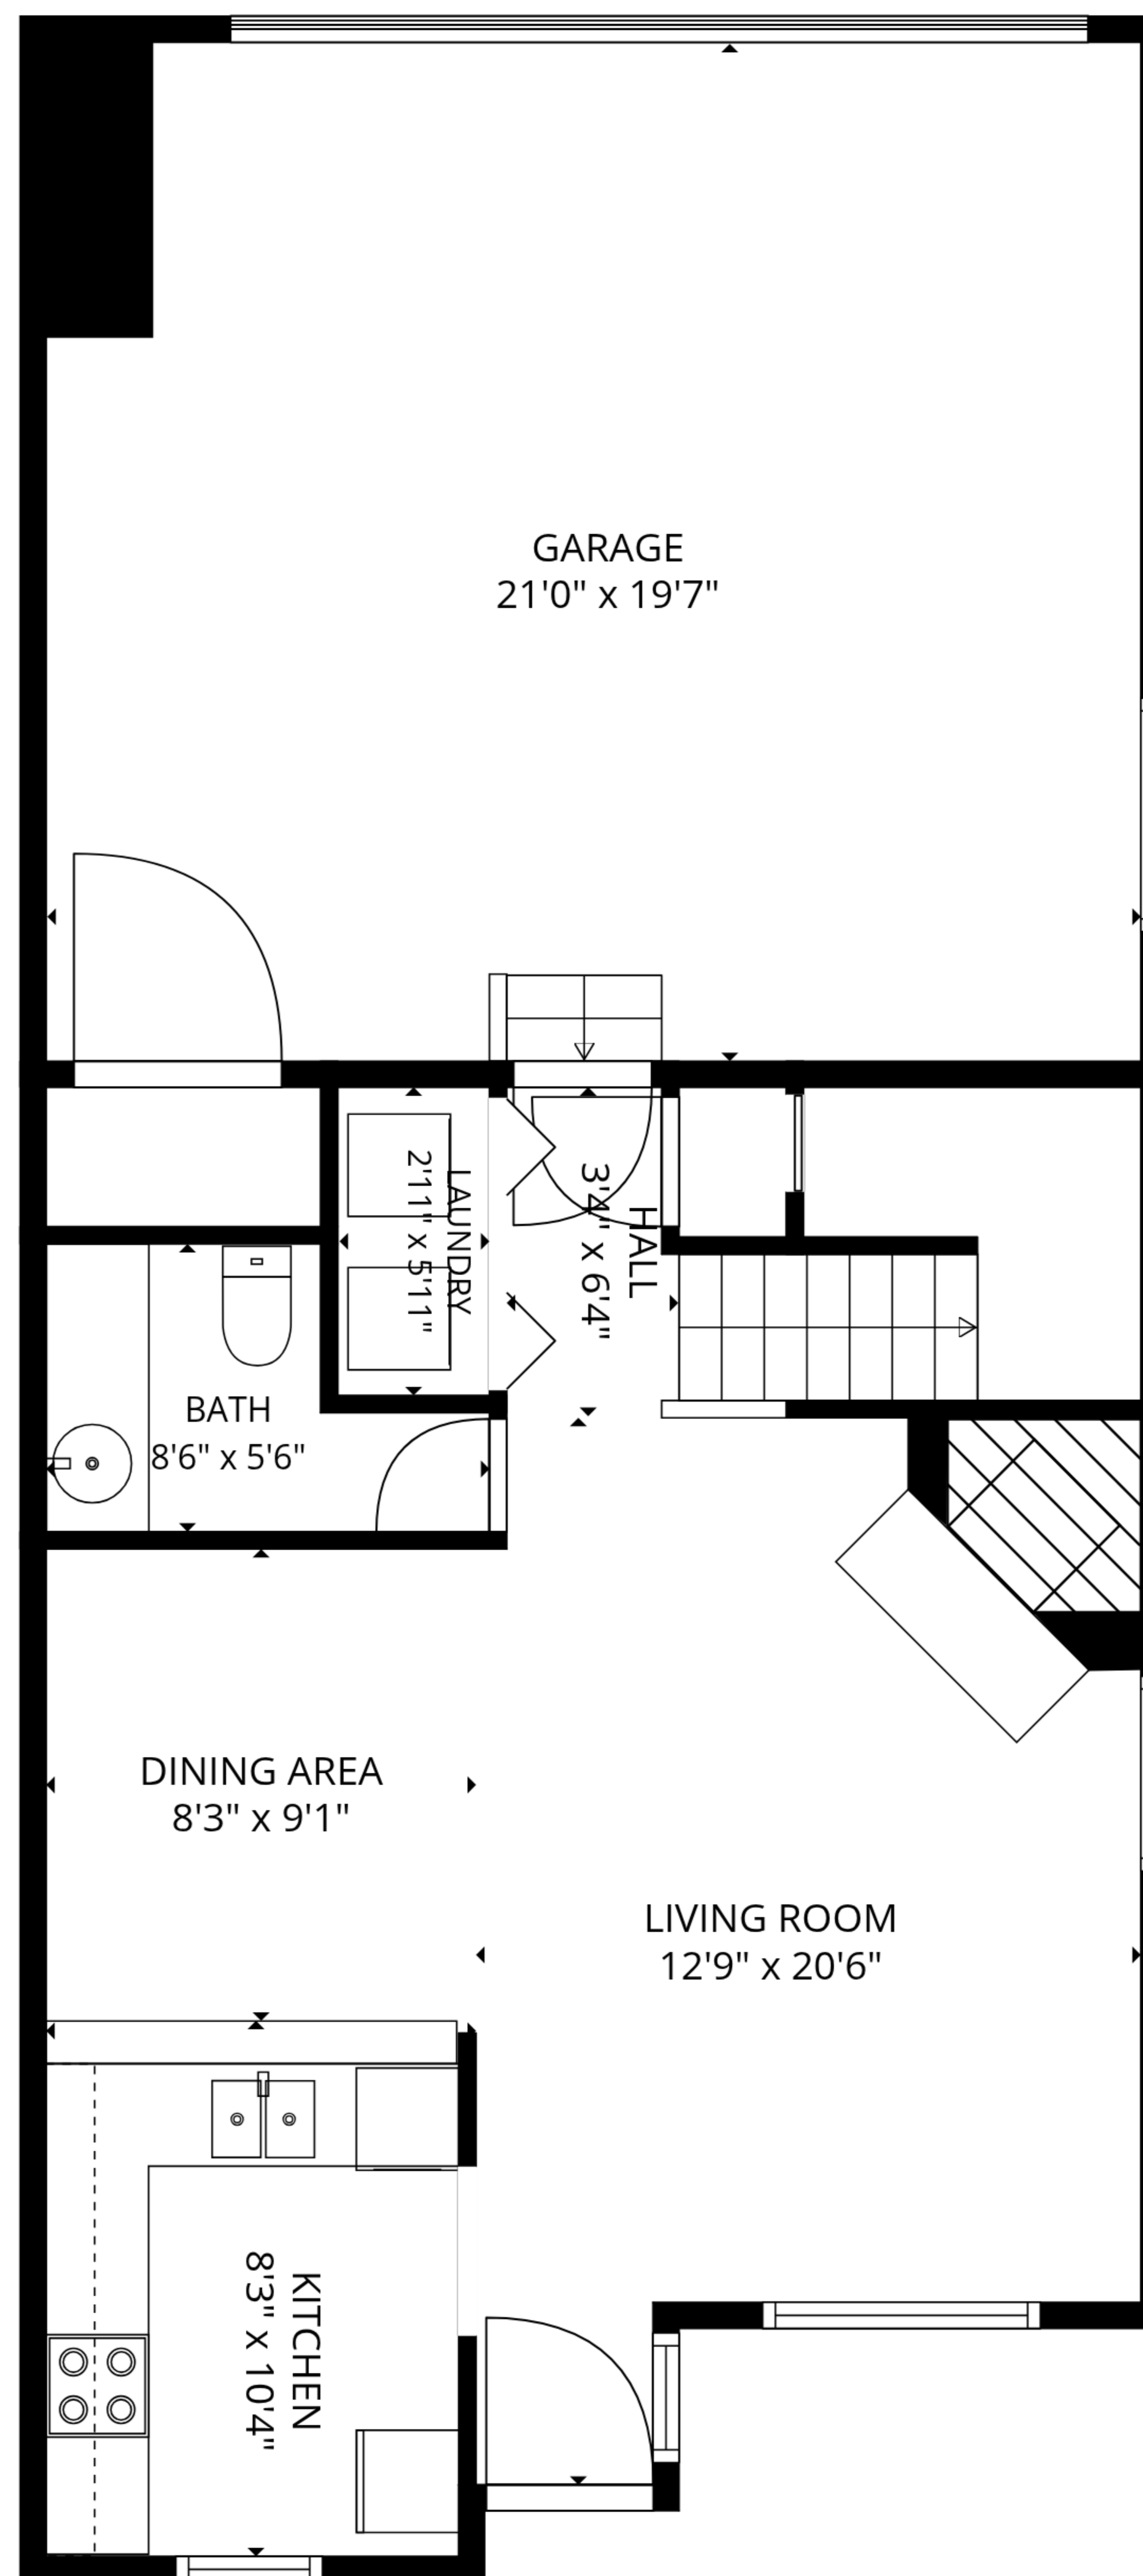 GARAGE
21'0" x 19'7"
LAUNDRY
2'11" x 5'11"
HALL
3'4" x 6'4"
BATH
8'6" x 5'6"
DINING AREA
8'3" x 9'1"
LIVING ROOM
12'9" x 20'6"
KITCHEN
8'3" x 10'4"